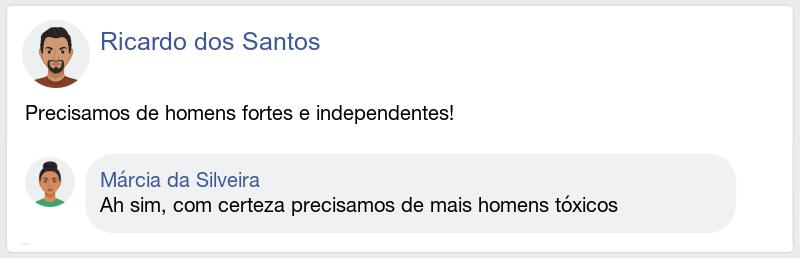 Ricardo dos Santos
Precisamos de homens fortes e independentes!
Márcia da Silveira
Ah sim, com certeza precisamos de mais homens tóxicos